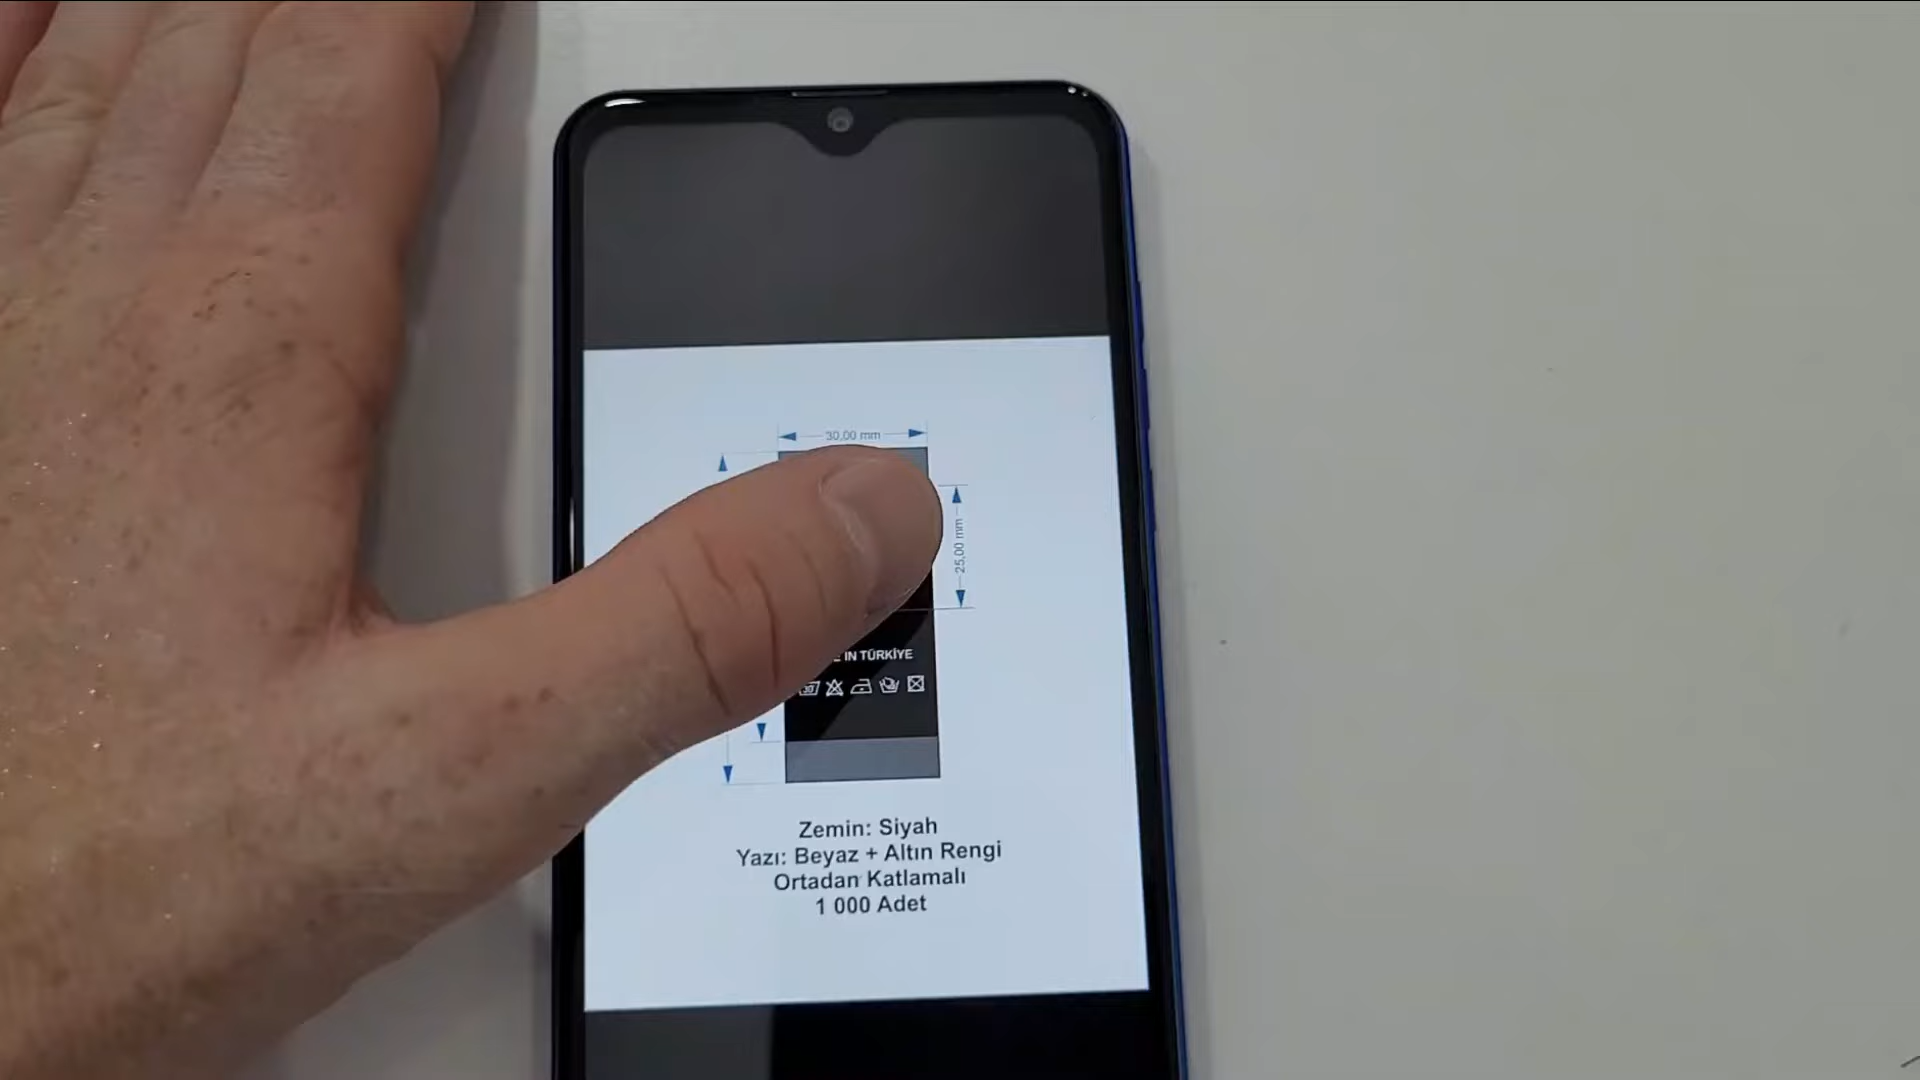 30,00 mm
25,00 mm
IN TÜRKİYE
Zemin: Siyah
Yazı: Beyaz + Altın Rengi
Ortadan Katlamalı
1 000 Adet